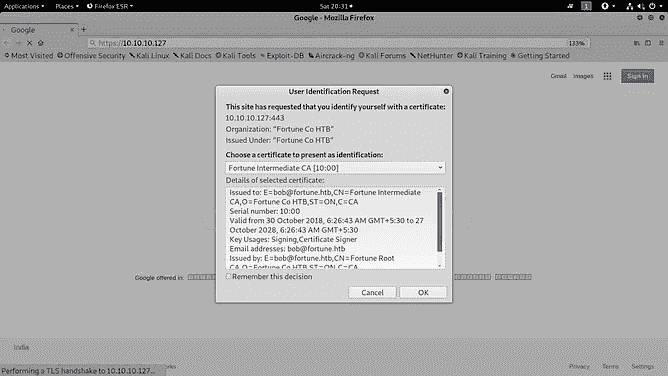 Applications
Places
Firefox ESR
Sat 20:31
1
Google - Mozilla Firefox
Google
https://10.10.10.127
133%
Most Visited
Offensive Security
Kali Linux
Kali Docs
Kali Tools
Exploit-DB
Aircrack-ng
Kali Forums
NetHunter
Kali Training
Getting Started
Gmail
Images
Sign in
User Identification Request
This site has requested that you identify yourself with a certificate:
10.10.10.127:443
Organization: "Fortune Co HTB"
Issued Under: "Fortune Co HTB"
Choose a certificate to present as identification:
Fortune Intermediate CA [10:00]
Details of selected certificate:
Issued to: E=bob@fortune.htb,CN=Fortune Intermediate
CA,O=Fortune Co HTB,ST=ON,C=CA
Serial number: 10:00
Valid from 30 October 2018, 6:26:43 AM GMT+5:30 to 27
October 2028, 6:26:43 AM GMT+5:30
Key Usages: Signing,Certificate Signer
Email addresses: bob@fortune.htb
Issued by: E=bob@fortune.htb,CN=Fortune Root
CA,O=Fortune Co HTB,ST=ON,C=CA
Remember this decision
Cancel
OK
Google offered in:
India
Performing a TLS handshake to 10.10.10.127...
Privacy
Terms
Settings